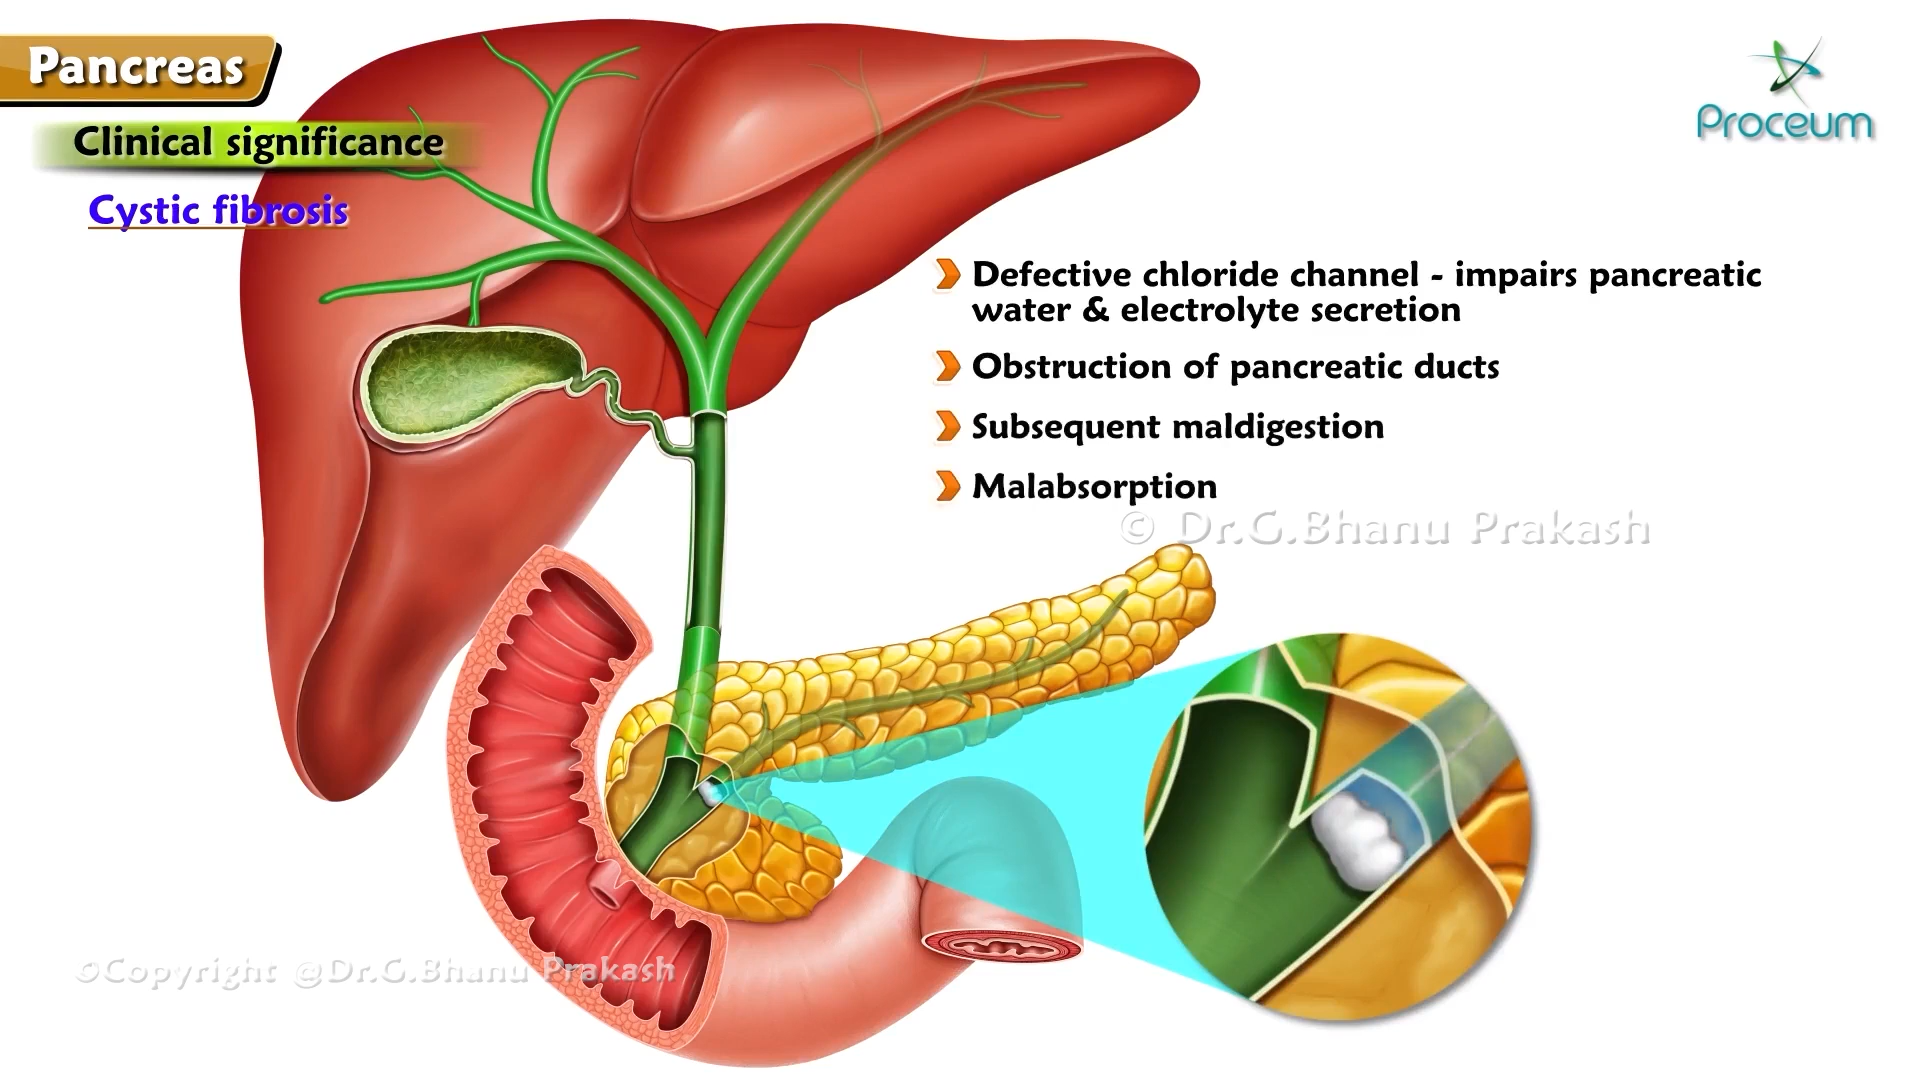 Pancreas
Clinical significance
Cystic fibrosis
Proceum
Defective chloride channel - impairs pancreatic
water & electrolyte secretion
Obstruction of pancreatic ducts
Subsequent maldigestion
Malabsorption
© Dr.G.Bhanu Prakash
©Copyright @Dr.G.Bhanu Prakash